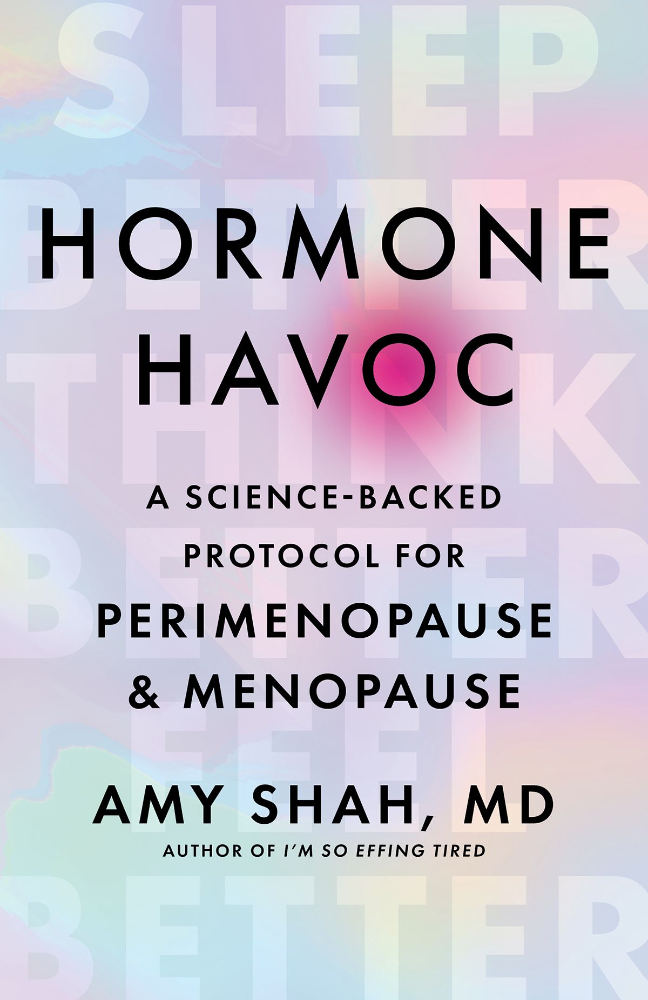 SLEEP
BETTER
HORMONE
HAVOC
THINK
A SCIENCE-BACKED
PROTOCOL FOR
BETTER
PERIMENOPAUSE
& MENOPAUSE
FEEL
AMY SHAH, MD
AUTHOR OF I'M SO EFFING TIRED
BETTER